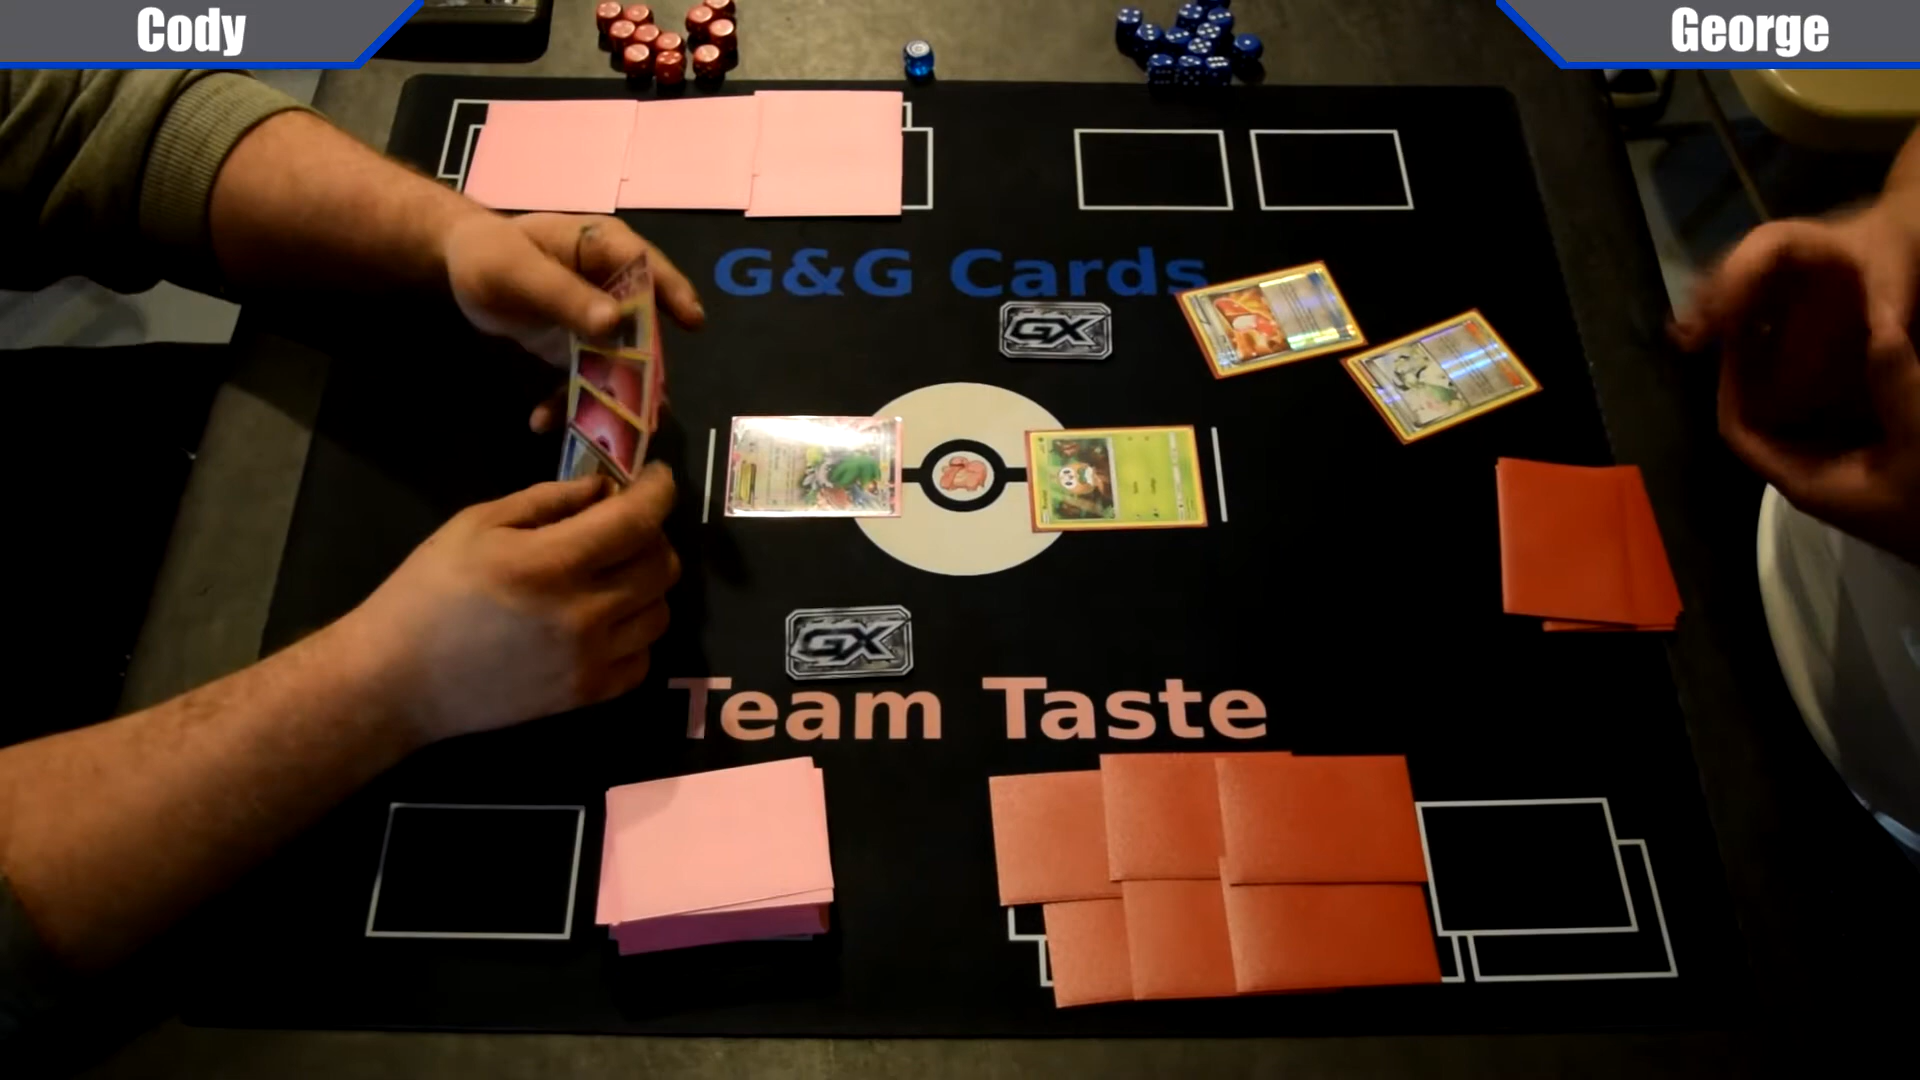 Cody
George
G&G Cards
GX
GX
Team Taste